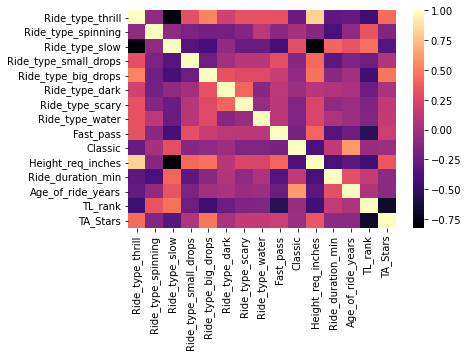 Ride_type_thrill
Ride_type_spinning
Ride_type_slow
Ride_type_small_drops
Ride_type_big_drops
Ride_type_dark
Ride_type_scary
Ride_type_water
Fast_pass
Classic
Height_req_inches
Ride_duration_min
Age_of_ride_years
TL_rank
TA_Stars
Ride_type_thrill
Ride_type_spinning
Ride_type_slow
Ride_type_small_drops
Ride_type_big_drops
Ride_type_dark
Ride_type_scary
Ride_type_water
Fast_pass
Classic
Height_req_inches
Ride_duration_min
Age_of_ride_years
TL_rank
TA_Stars
1.00
0.75
0.50
0.25
0.00
−0.25
−0.50
−0.75